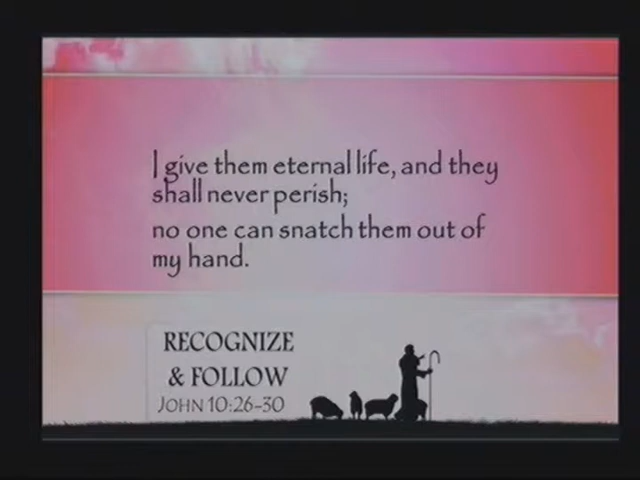 I give them eternal life, and they
shall never perish;
no one can snatch them out of
my hand.
RECOGNIZE
& FOLLOW
JOHN 10:26-30